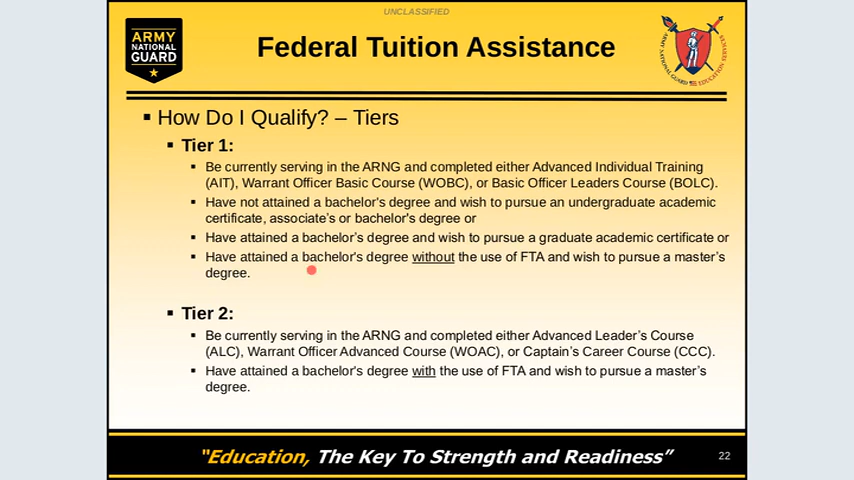 UNCLASSIFIED
ARMY
NATIONAL
GUARD
Federal Tuition Assistance
ARMY NATIONAL GUARD EDUCATION
▪ How Do I Qualify? – Tiers
▪ Tier 1:
▪ Be currently serving in the ARNG and completed either Advanced Individual Training
(AIT), Warrant Officer Basic Course (WOBC), or Basic Officer Leaders Course (BOLC).
▪ Have not attained a bachelor's degree and wish to pursue an undergraduate academic
certificate, associate's or bachelor's degree or
▪ Have attained a bachelor's degree and wish to pursue a graduate academic certificate or
▪ Have attained a bachelor's degree without the use of FTA and wish to pursue a master's
degree.
▪ Tier 2:
▪ Be currently serving in the ARNG and completed either Advanced Leader's Course
(ALC), Warrant Officer Advanced Course (WOAC), or Captain's Career Course (CCC).
▪ Have attained a bachelor's degree with the use of FTA and wish to pursue a master's
degree.
"Education, The Key To Strength and Readiness"
22